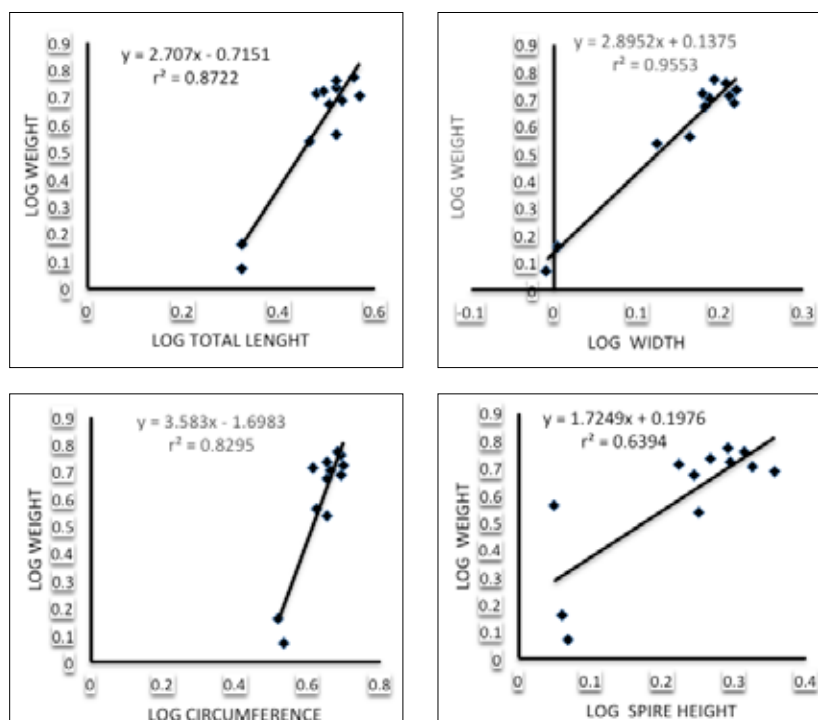 y = 2.707x - 0.7151
r² = 0.8722
LOG WEIGHT
0.9
0.8
0.7
0.6
0.5
0.4
0.3
0.2
0.1
0
0 0.2 0.4 0.6
LOG TOTAL LENGHT
y = 2.8952x + 0.1375
r² = 0.9553
LOG WEIGHT
0.9
0.8
0.7
0.6
0.5
0.4
0.3
0.2
0.1
0
-0.1 0 0.1 0.2 0.3
LOG WIDTH
y = 3.583x - 1.6983
r² = 0.8295
LOG WEIGHT
0.9
0.8
0.7
0.6
0.5
0.4
0.3
0.2
0.1
0
0 0.2 0.4 0.6 0.8
LOG CIRCUMFERENCE
y = 1.7249x + 0.1976
r² = 0.6394
LOG WEIGHT
0.9
0.8
0.7
0.6
0.5
0.4
0.3
0.2
0.1
0
0 0.1 0.2 0.3 0.4
LOG SPIRE HEIGHT